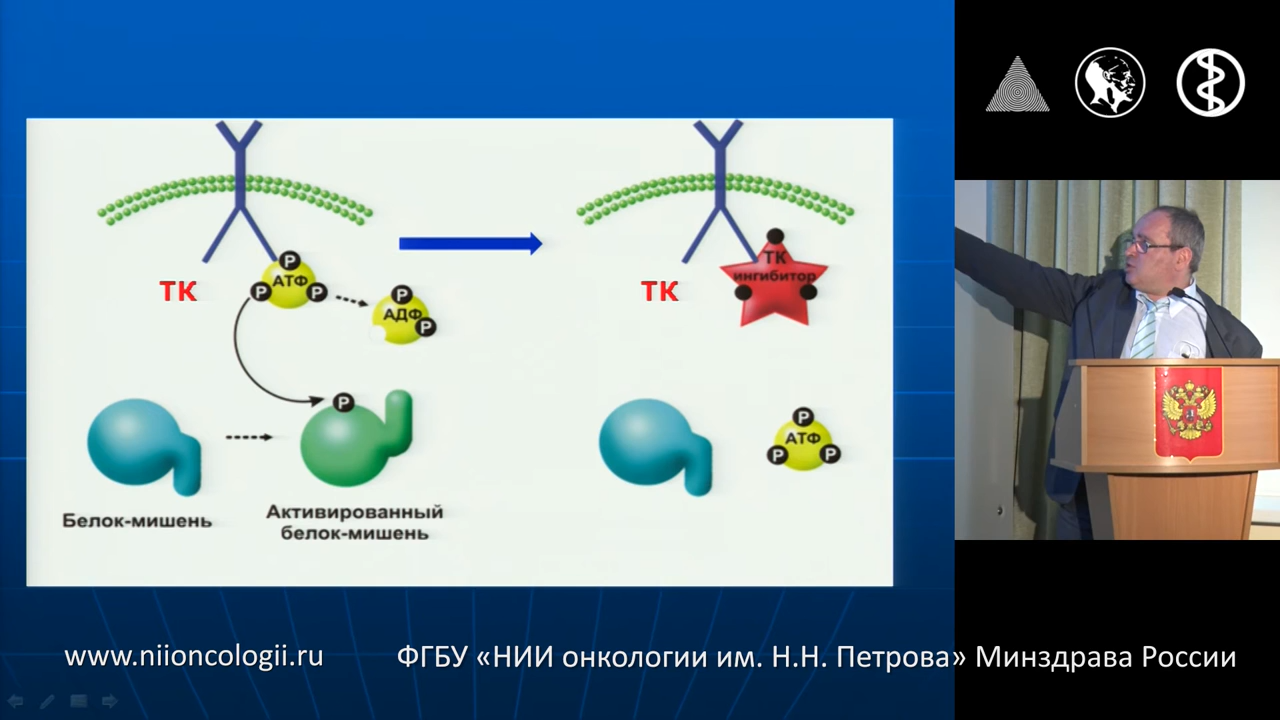 P
АТФ
P
P
ТК
P
АДФ
P
P
Белок-мишень
Активированный
белок-мишень
ТК
ингибитор
ТК
P
АТФ
P
P
www.niioncologii.ru
ФГБУ «НИИ онкологии им. Н.Н. Петрова» Минздрава России